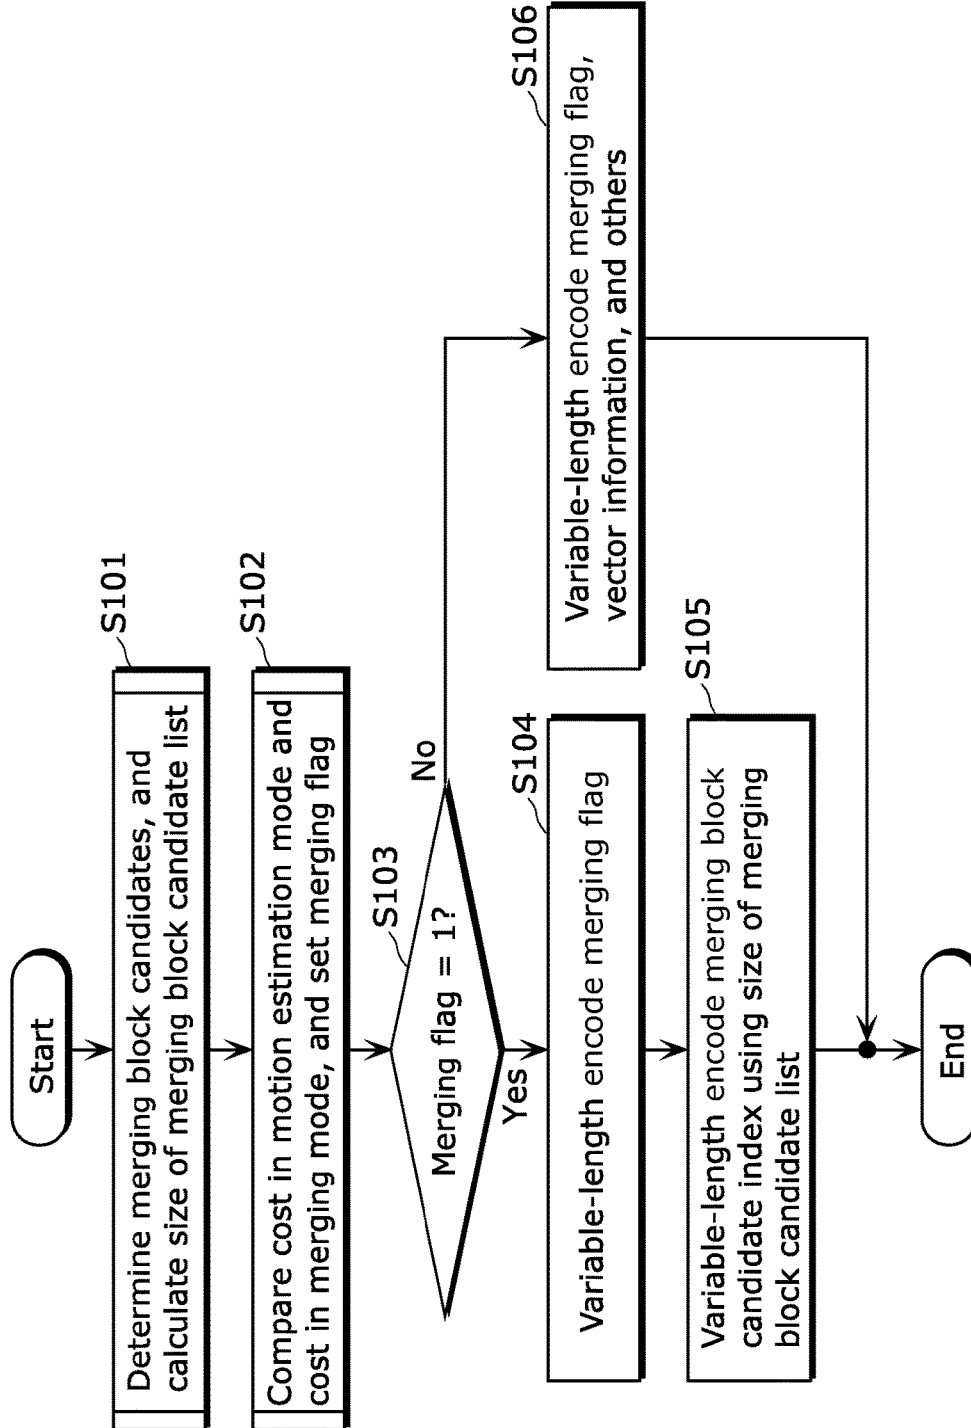 Start
S101
Determine merging block candidates, and
calculate size of merging block candidate list
S102
Compare cost in motion estimation mode and
cost in merging mode, and set merging flag
S103
Merging flag = 1?
No
Yes
S104
Variable-length encode merging flag
S105
Variable-length encode merging block
candidate index using size of merging
block candidate list
S106
Variable-length encode merging flag,
vector information, and others
End